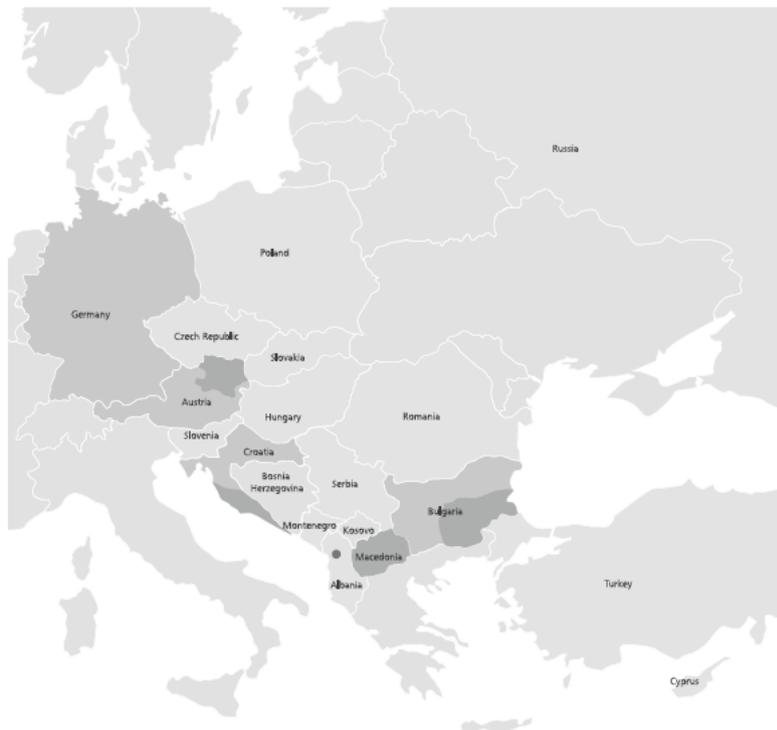 Russia
Poland
Germany
Czech Republic
Slovakia
Austria
Hungary
Romania
Slovenia
Croatia
Bosnia
Herzegovina
Serbia
Bulgaria
Montenegro
Kosovo
Macedonia
Albania
Turkey
Cyprus